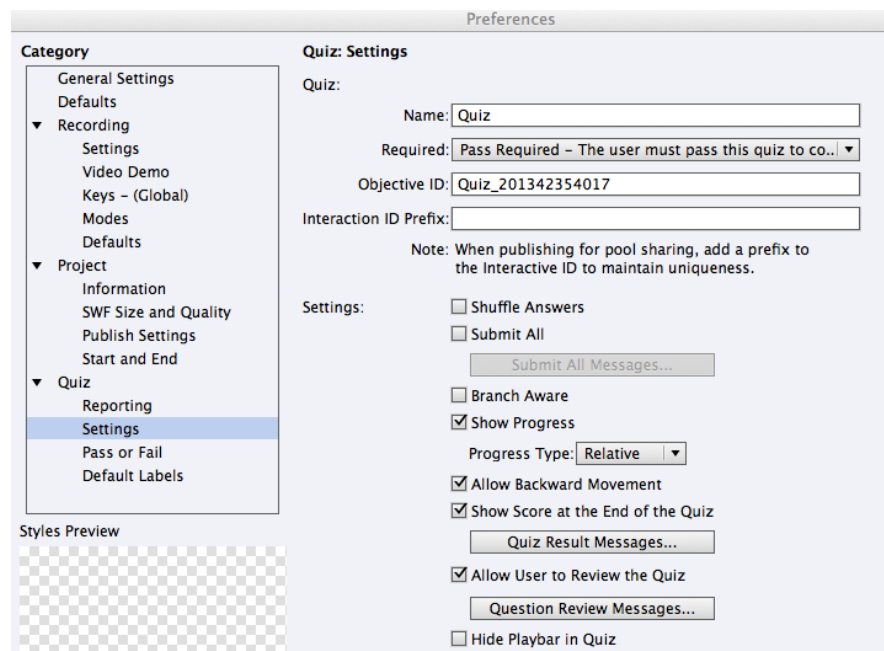 Preferences
Category
General Settings
Defaults
Recording
Settings
Video Demo
Keys – (Global)
Modes
Defaults
Project
Information
SWF Size and Quality
Publish Settings
Start and End
Quiz
Reporting
Settings
Pass or Fail
Default Labels
Styles Preview
Quiz: Settings
Quiz:
Name: Quiz
Required: Pass Required – The user must pass this quiz to co..
Objective ID: Quiz_201342354017
Interaction ID Prefix:
Note: When publishing for pool sharing, add a prefix to
the Interactive ID to maintain uniqueness.
Settings: Shuffle Answers
Submit All
Submit All Messages...
Branch Aware
Show Progress
Progress Type: Relative
Allow Backward Movement
Show Score at the End of the Quiz
Quiz Result Messages...
Allow User to Review the Quiz
Question Review Messages...
Hide Playbar in Quiz